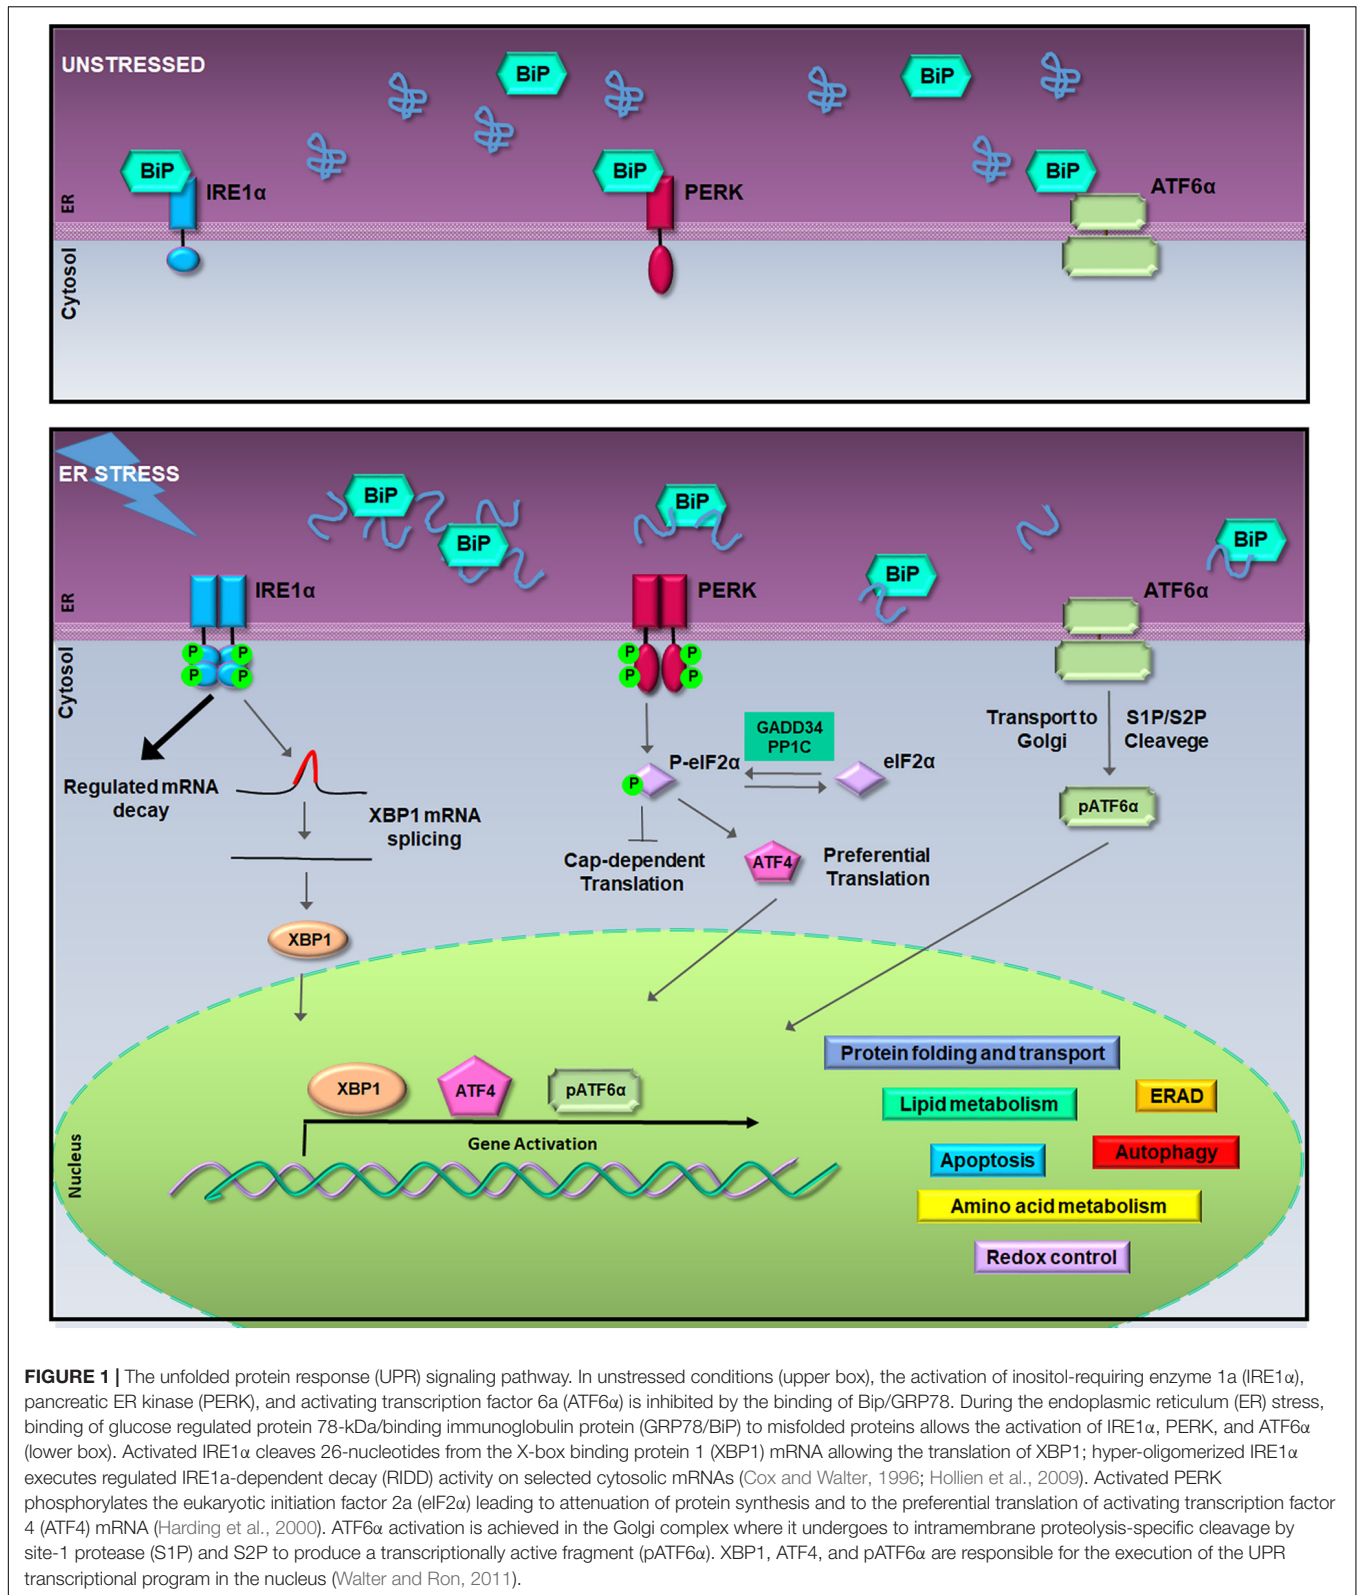 UNSTRESSED
BiP
BiP
BiP
IRE1α
BiP
PERK
BiP
ATF6α
ER
Cytosol
ER STRESS
BiP
BiP
BiP
BiP
BiP
IRE1α
PERK
ATF6α
ER
Cytosol
P
P
P
P
P
P
P
P
Regulated mRNA
decay
XBP1 mRNA
splicing
XBP1
GADD34
PP1C
P-eIF2α
eIF2α
P
Cap-dependent
Translation
ATF4
Preferential
Translation
Transport to
Golgi
S1P/S2P
Cleavege
pATF6α
Nucleus
XBP1
ATF4
pATF6α
Gene Activation
Protein folding and transport
Lipid metabolism
ERAD
Apoptosis
Autophagy
Amino acid metabolism
Redox control
FIGURE 1 | The unfolded protein response (UPR) signaling pathway. In unstressed conditions (upper box), the activation of inositol-requiring enzyme 1a (IRE1α),
pancreatic ER kinase (PERK), and activating transcription factor 6a (ATF6α) is inhibited by the binding of Bip/GRP78. During the endoplasmic reticulum (ER) stress,
binding of glucose regulated protein 78-kDa/binding immunoglobulin protein (GRP78/BiP) to misfolded proteins allows the activation of IRE1α, PERK, and ATF6α
(lower box). Activated IRE1α cleaves 26-nucleotides from the X-box binding protein 1 (XBP1) mRNA allowing the translation of XBP1; hyper-oligomerized IRE1α
executes regulated IRE1a-dependent decay (RIDD) activity on selected cytosolic mRNAs (Cox and Walter, 1996; Hollien et al., 2009). Activated PERK
phosphorylates the eukaryotic initiation factor 2a (eIF2α) leading to attenuation of protein synthesis and to the preferential translation of activating transcription factor
4 (ATF4) mRNA (Harding et al., 2000). ATF6α activation is achieved in the Golgi complex where it undergoes to intramembrane proteolysis-specific cleavage by
site-1 protease (S1P) and S2P to produce a transcriptionally active fragment (pATF6α). XBP1, ATF4, and pATF6α are responsible for the execution of the UPR
transcriptional program in the nucleus (Walter and Ron, 2011).